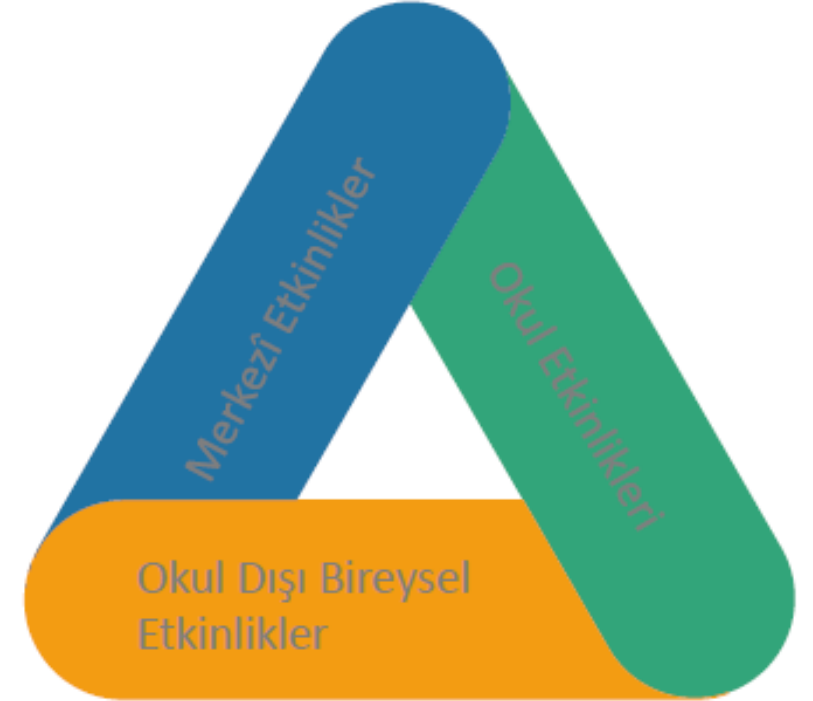 Merkezî Etkinlikler
Okul Etkinlikleri
Okul Dışı Bireysel
Etkinlikler